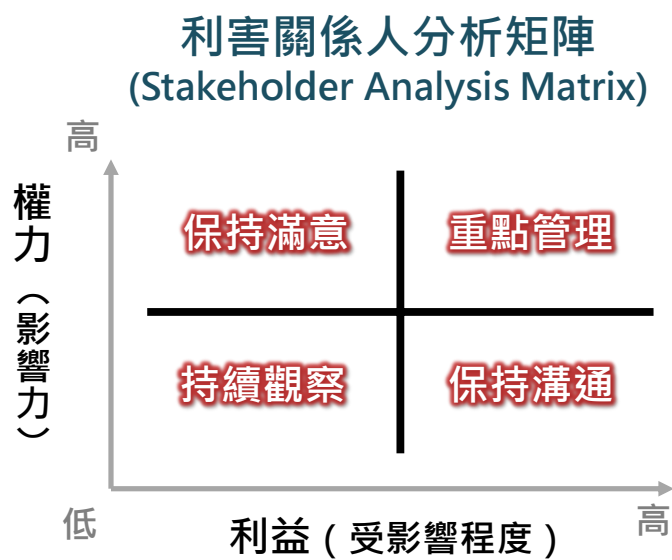 利害關係人分析矩陣
(Stakeholder Analysis Matrix)
高
權力（影響力）
保持滿意
重點管理
持續觀察
保持溝通
低
利益（受影響程度）
高